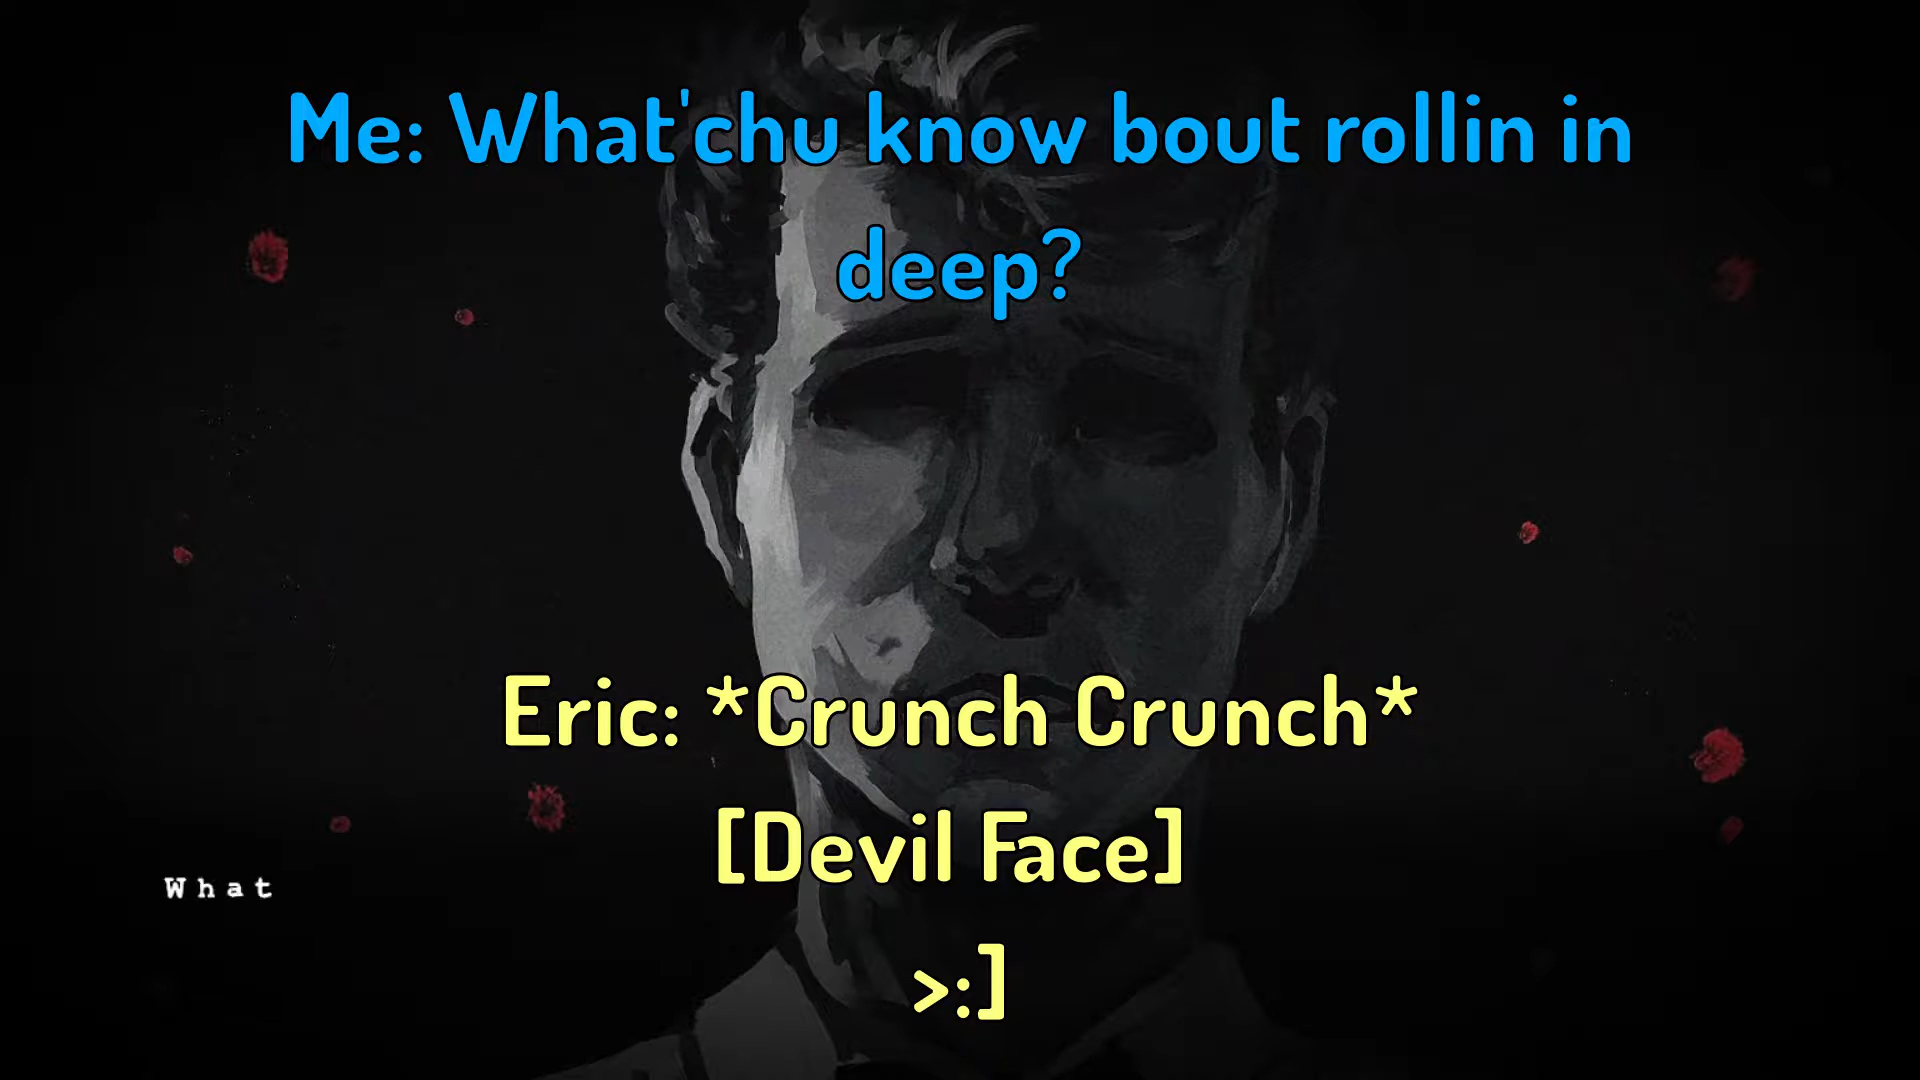 Me: What'chu know bout rollin in
deep?
Eric: *Crunch Crunch*
[Devil Face]
What
>:]